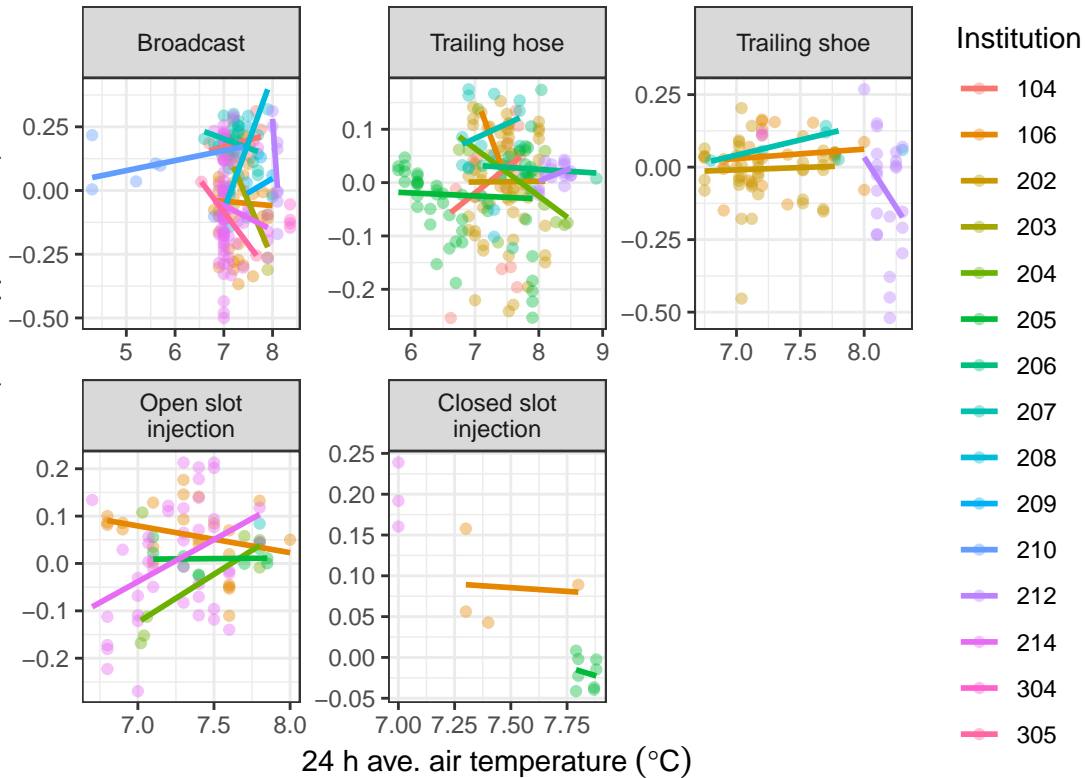 Broadcast
Trailing hose
Trailing shoe
Institution
0.25
0.00
−0.25
−0.50
5 6 7 8
0.1
0.0
−0.1
−0.2
6 7 8 9
0.25
0.00
−0.25
−0.50
7.0 7.5 8.0
Open slot
injection
Closed slot
injection
0.2
0.1
0.0
−0.1
−0.2
7.0 7.5 8.0
0.25
0.20
0.15
0.10
0.05
0.00
−0.05
7.00 7.25 7.50 7.75
24 h ave. air temperature (°C)
104
106
202
203
204
205
206
207
208
209
210
212
214
304
305